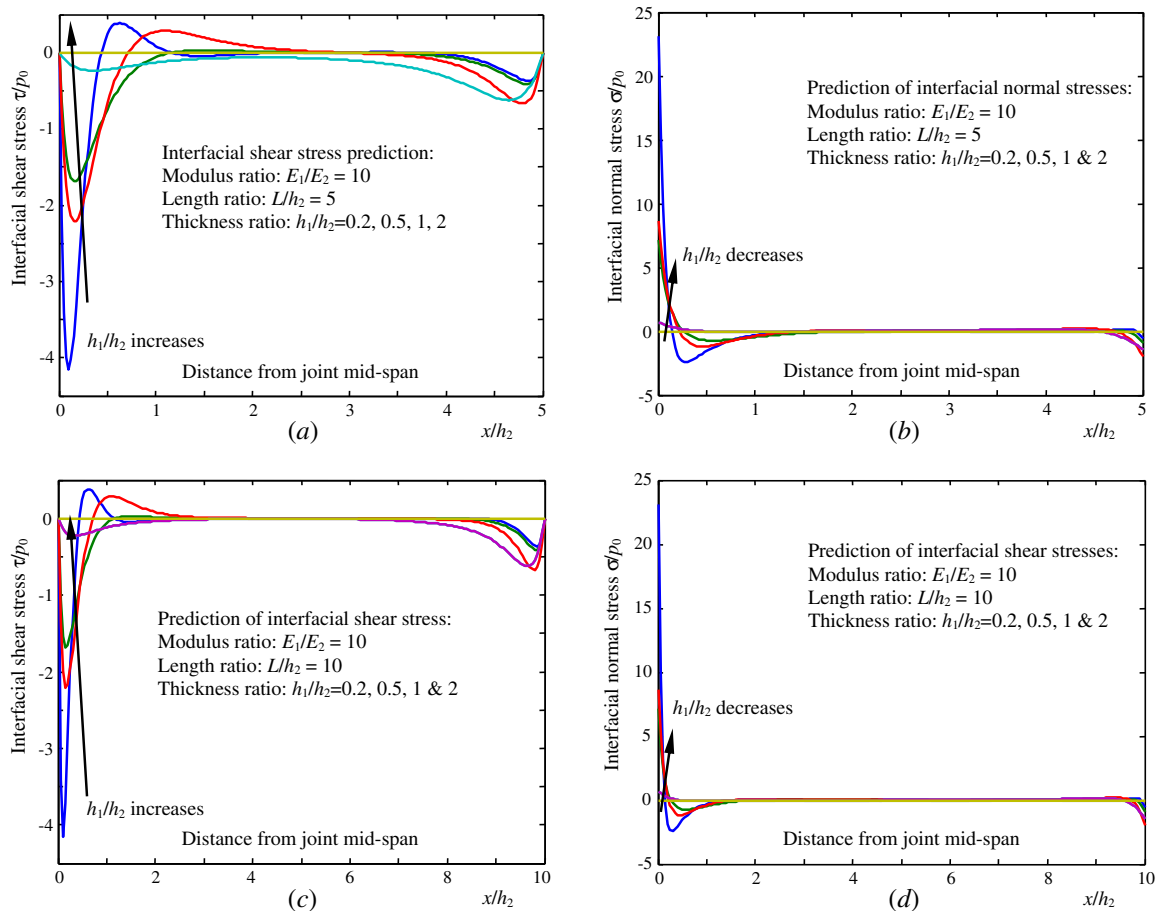 Interfacial shear stress τ/p0
0
-1
-2
-3
-4
Interfacial shear stress prediction:
Modulus ratio: E1/E2 = 10
Length ratio: L/h2 = 5
Thickness ratio: h1/h2=0.2, 0.5, 1, 2
h1/h2 increases
Distance from joint mid-span
0 1 2 3 4 5
(a)
x/h2
Interfacial normal stress σ/p0
25
20
15
10
5
0
-5
Prediction of interfacial normal stresses:
Modulus ratio: E1/E2 = 10
Length ratio: L/h2 = 5
Thickness ratio: h1/h2=0.2, 0.5, 1 & 2
h1/h2 decreases
Distance from joint mid-span
0 1 2 3 4 5
(b)
x/h2
Interfacial shear stress τ/p0
0
-1
-2
-3
-4
Prediction of interfacial shear stress:
Modulus ratio: E1/E2 = 10
Length ratio: L/h2 = 10
Thickness ratio: h1/h2=0.2, 0.5, 1 & 2
h1/h2 increases
Distance from joint mid-span
0 2 4 6 8 10
(c)
x/h2
Interfacial normal stress σ/p0
25
20
15
10
5
0
-5
Prediction of interfacial shear stresses:
Modulus ratio: E1/E2 = 10
Length ratio: L/h2 = 10
Thickness ratio: h1/h2=0.2, 0.5, 1 & 2
h1/h2 decreases
Distance from joint mid-span
0 2 4 6 8 10
(d)
x/h2